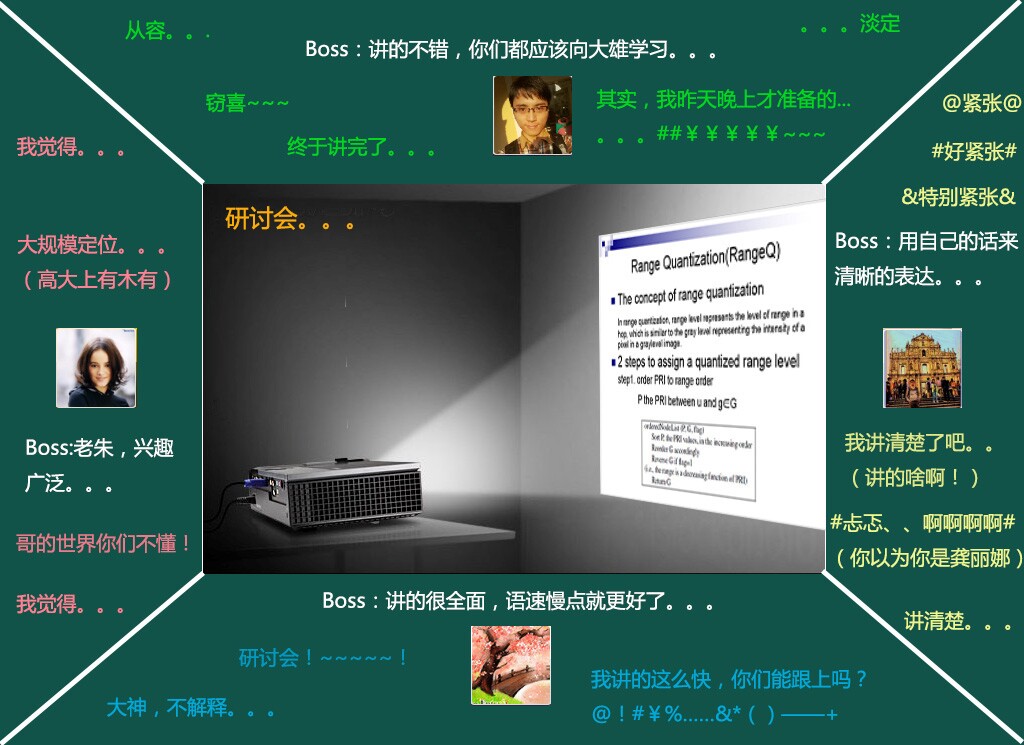 从容。。.
。。。淡定
Boss：讲的不错，你们都应该向大雄学习。。。
窃喜~~~
其实，我昨天晚上才准备的...
。。。##￥￥￥￥￥~~~
终于讲完了。。。
我觉得。。。
大规模定位。。。
（高大上有木有）
Boss:老朱，兴趣
广泛。。。
哥的世界你们不懂！
我觉得。。。
研讨会。。。
Range Quantization(RangeQ)
The concept of range quantization
In range quantization, range level represents the level of range in a
hop, which is similar to the gray level representing the intensity of a
pixel in a graylevel image.
2 steps to assign a quantized range level
step1. order PRI to range order
P the PRI between u and g∈G
orderedNodeList (P, G, flag)
Sort P, the PRI values, in the increasing order
Reorder G accordingly
Reverse G if flag=1
(i.e., the range is a decreasing function of PRI)
Return G
@紧张@
#好紧张#
&特别紧张&
Boss：用自己的话来
清晰的表达。。。
我讲清楚了吧。。
（讲的啥啊！）
#忐忑、、啊啊啊啊#
（你以为你是龚丽娜）
讲清楚。。。
Boss：讲的很全面，语速慢点就更好了。。。
研讨会！~~~~~！
大神，不解释。。。
我讲的这么快，你们能跟上吗？
@！#￥%……&*（）——+